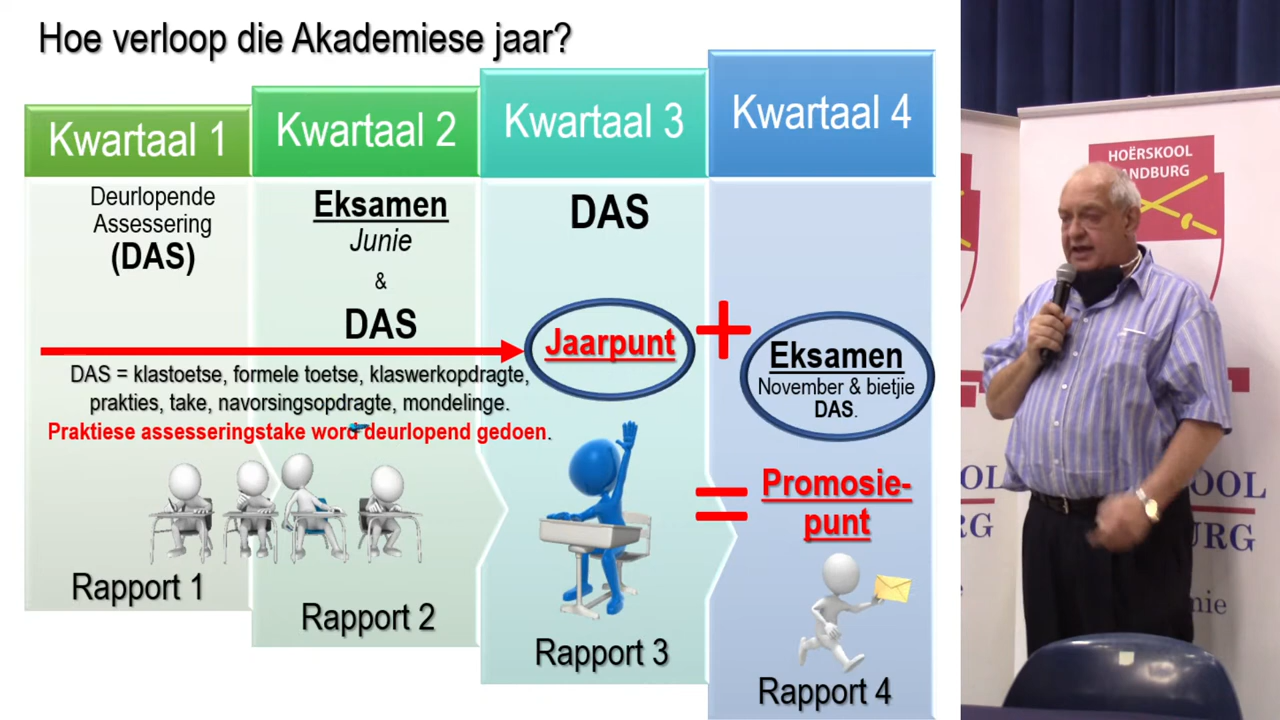 Hoe verloop die Akademiese jaar?
Kwartaal 1
Kwartaal 2
Kwartaal 3
Kwartaal 4
Deurlopende
Assessering
(DAS)
Eksamen
Junie
&
DAS
DAS
Jaarpunt
+
Eksamen
November & bietjie
DAS.
DAS = klastoetse, formele toetse, klaswerkopdragte,
prakties, take, navorsingsopdragte, mondelinge.
Praktiese assesseringstake word deurlopend gedoen.
=
Promosie-
punt
Rapport 1
Rapport 2
Rapport 3
Rapport 4
HOËRSKOOL